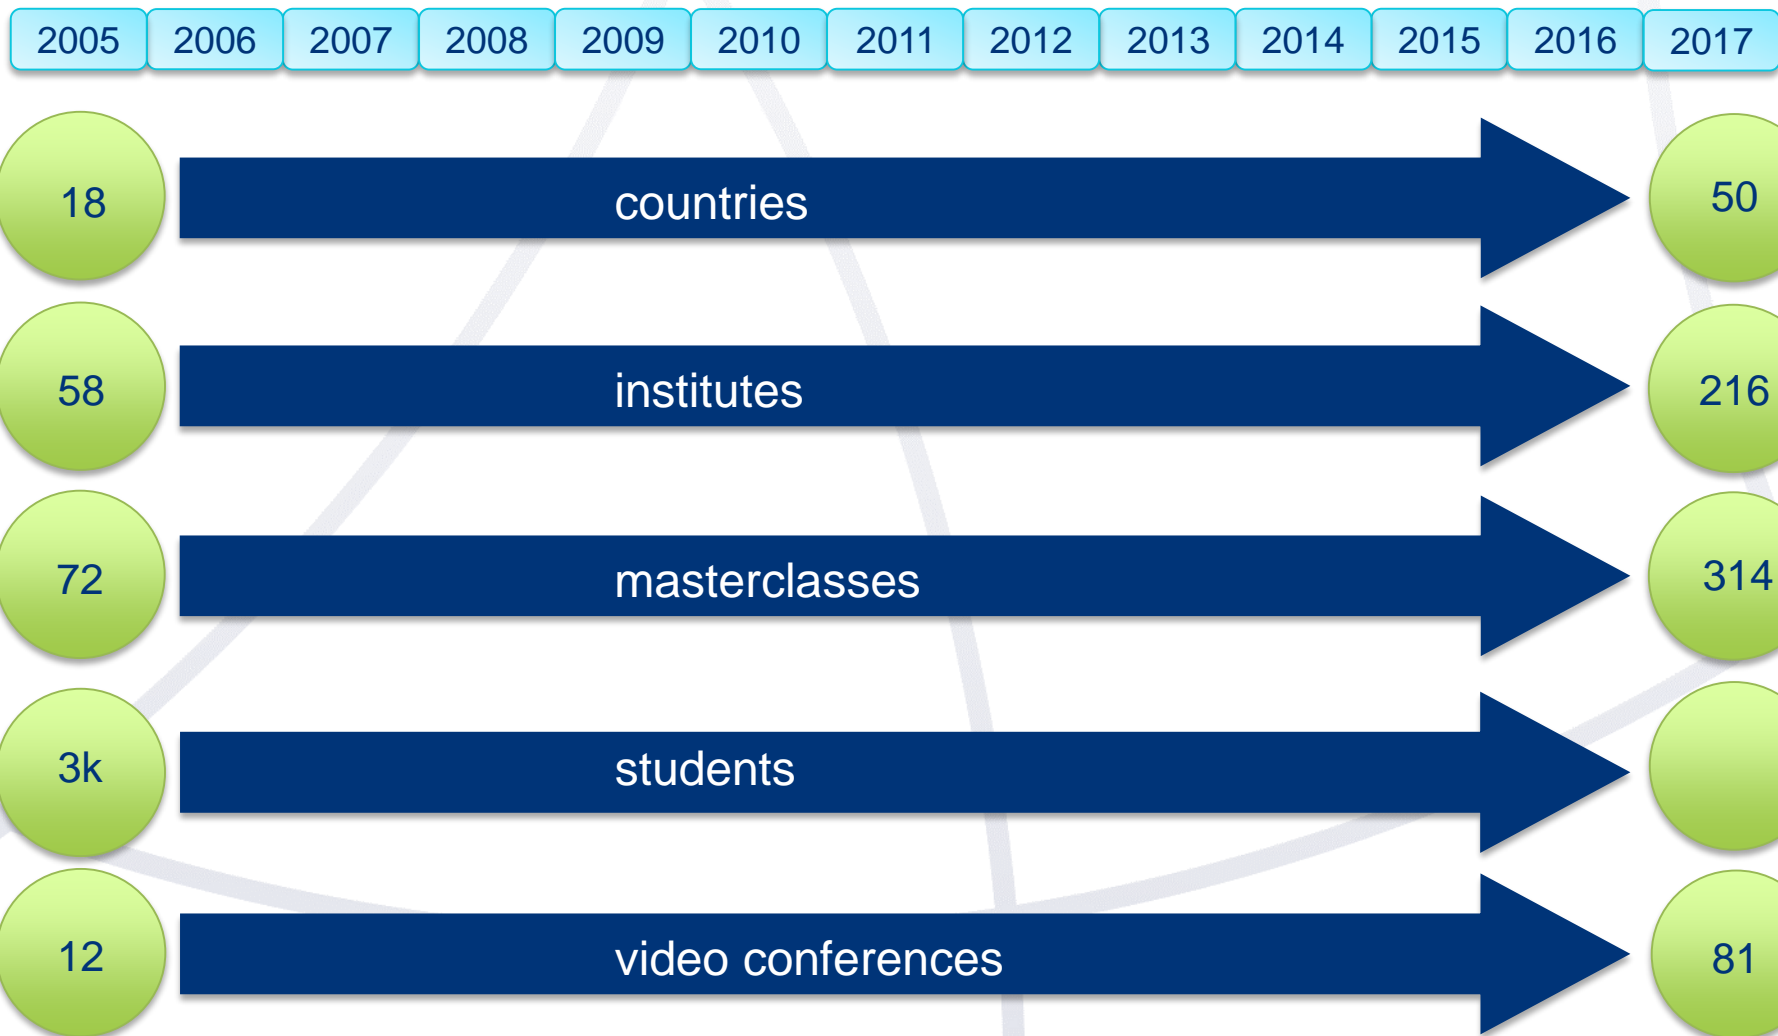 2005 2006 2007 2008 2009 2010 2011 2012 2013 2014 2015 2016 2017
18 countries 50
58 institutes 216
72 masterclasses 314
3k students
12 video conferences 81